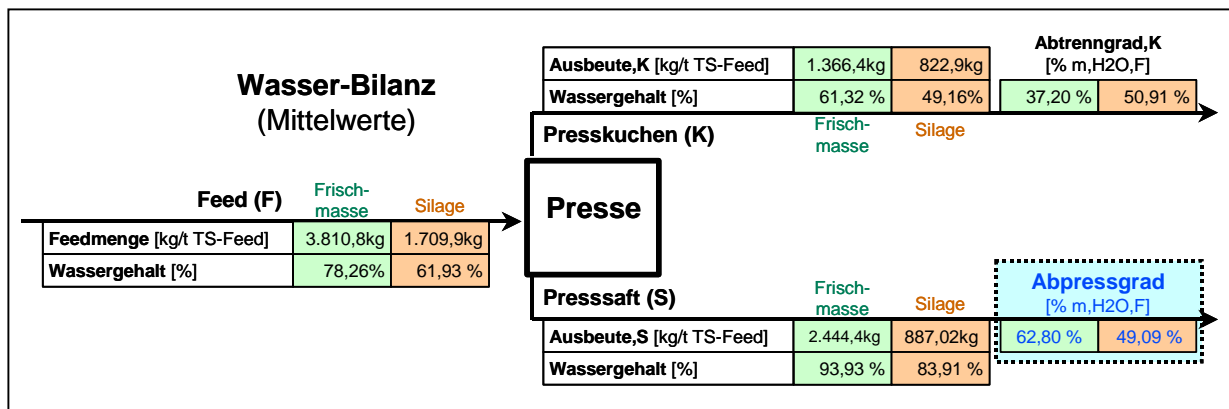 Wasser-Bilanz
(Mittelwerte)
Feed (F) Frisch-
masse Silage
Feedmenge [kg/t TS-Feed] 3.810,8kg 1.709,9kg
Wassergehalt [%] 78,26% 61,93 %
Presse
Ausbeute,K [kg/t TS-Feed] 1.366,4kg 822,9kg
Wassergehalt [%] 61,32 % 49,16%
Abtrenngrad,K
[% m,H2O,F]
37,20 % 50,91 %
Presskuchen (K) Frisch-
masse Silage
Presssaft (S) Frisch-
masse Silage
Ausbeute,S [kg/t TS-Feed] 2.444,4kg 887,02kg
Wassergehalt [%] 93,93 % 83,91 %
Abpressgrad
[% m,H2O,F]
62,80 % 49,09 %